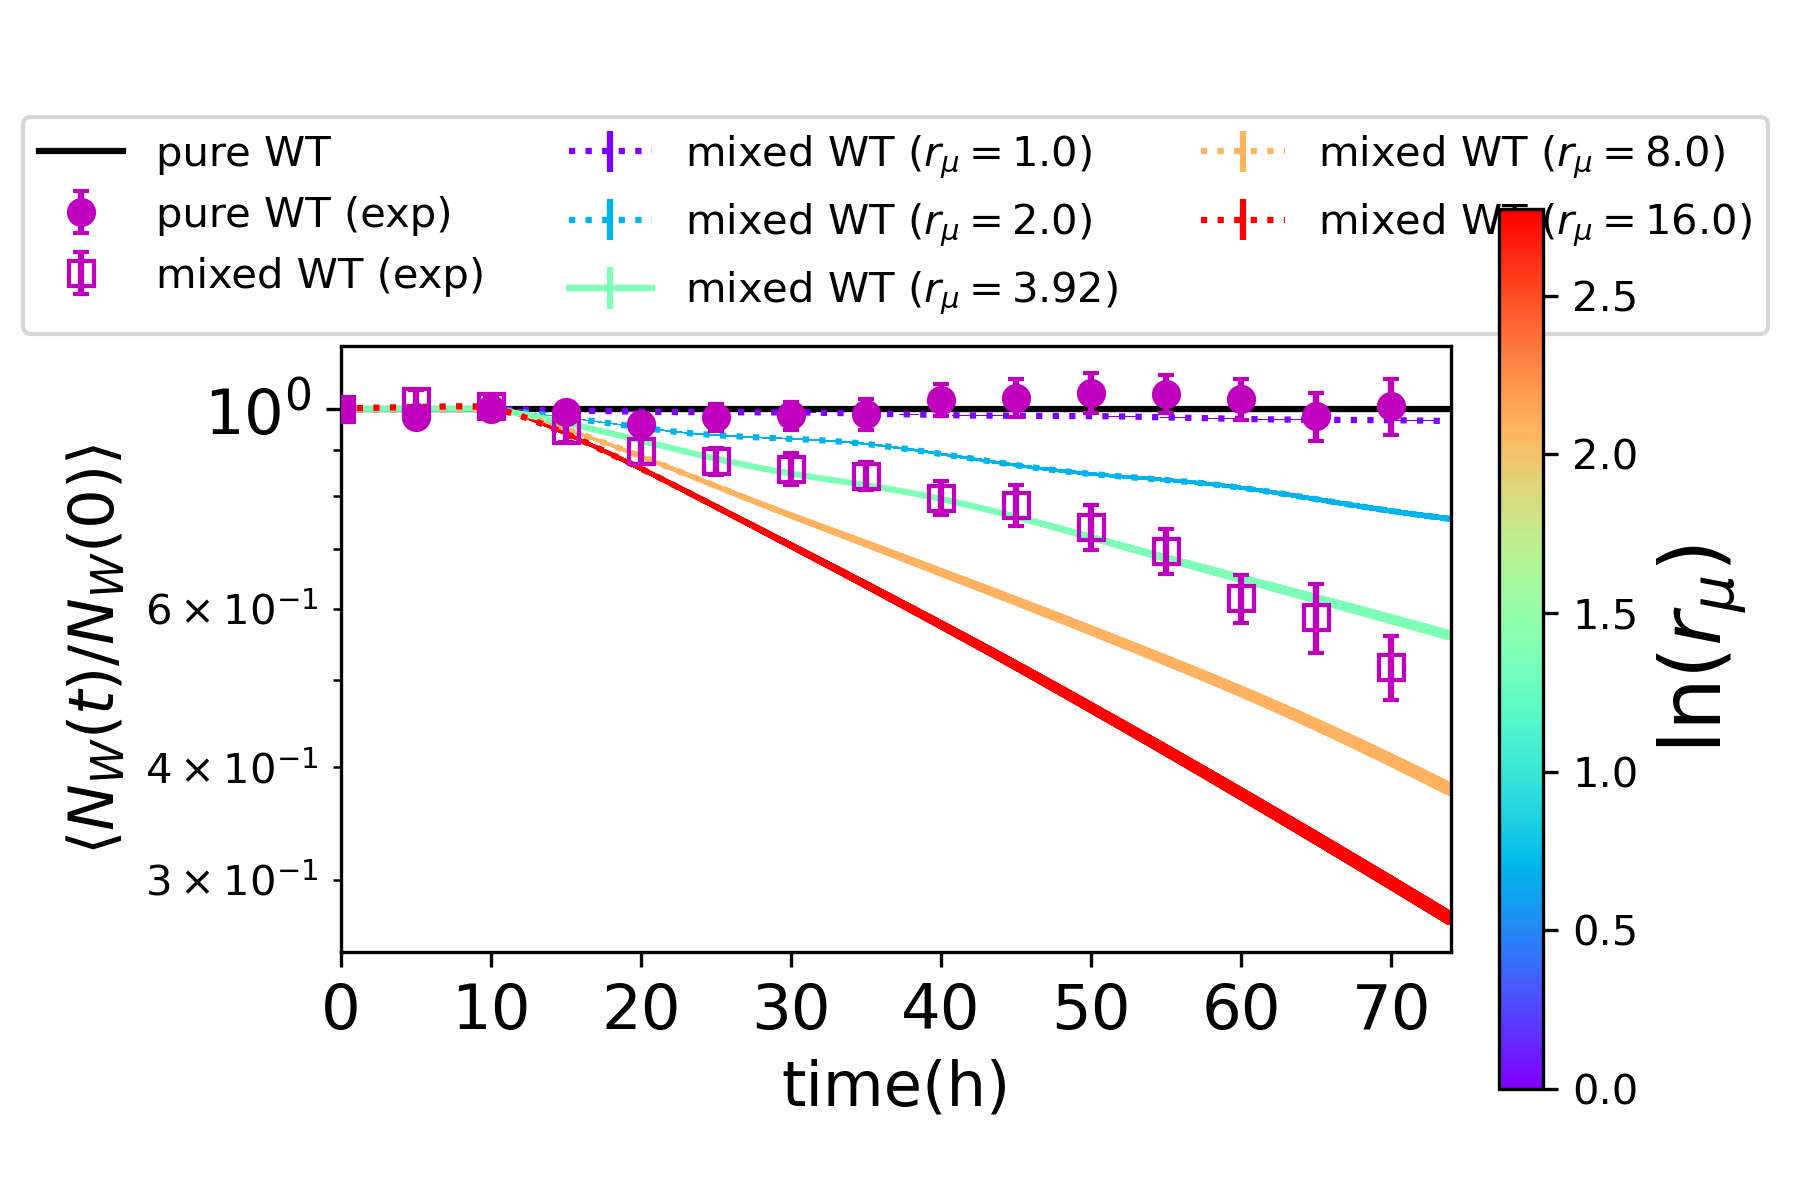 pure WT
pure WT (exp)
mixed WT (exp)
mixed WT (r_μ = 1.0)
mixed WT (r_μ = 2.0)
mixed WT (r_μ = 3.92)
mixed WT (r_μ = 8.0)
mixed WT (r_μ = 16.0)
10⁰
6 × 10⁻¹
4 × 10⁻¹
3 × 10⁻¹
⟨N_W(t)/N_W(0)⟩
0 10 20 30 40 50 60 70
time(h)
2.5
2.0
1.5
1.0
0.5
0.0
ln(r_μ)